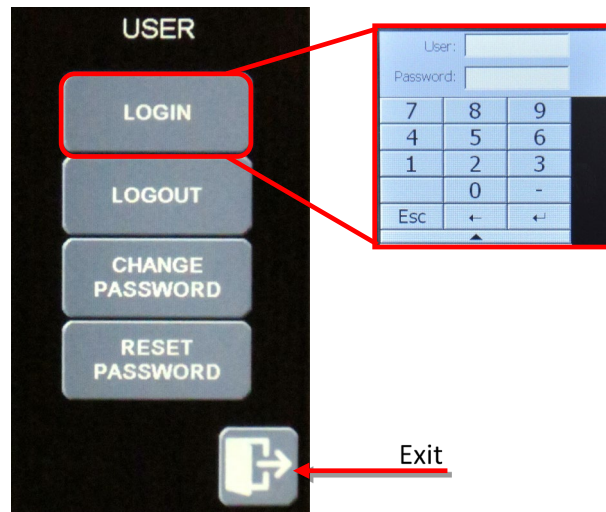 USER
LOGIN
LOGOUT
CHANGE
PASSWORD
RESET
PASSWORD
Exit
User:
Password:
7 8 9
4 5 6
1 2 3
0 -
Esc ← ↵
▲